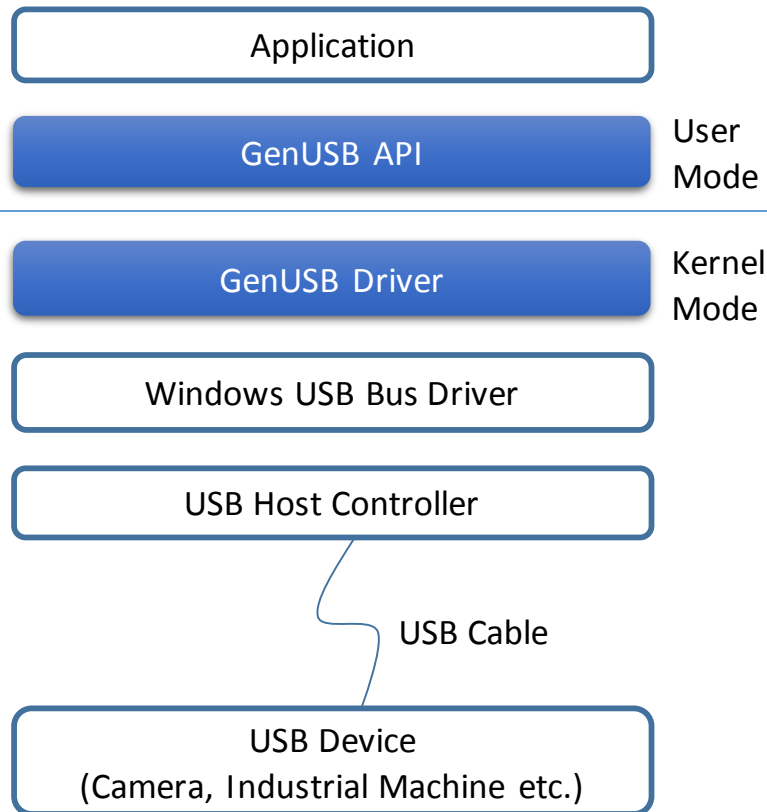 Application
GenUSB API
User
Mode
GenUSB Driver
Kernel
Mode
Windows USB Bus Driver
USB Host Controller
USB Cable
USB Device
(Camera, Industrial Machine etc.)